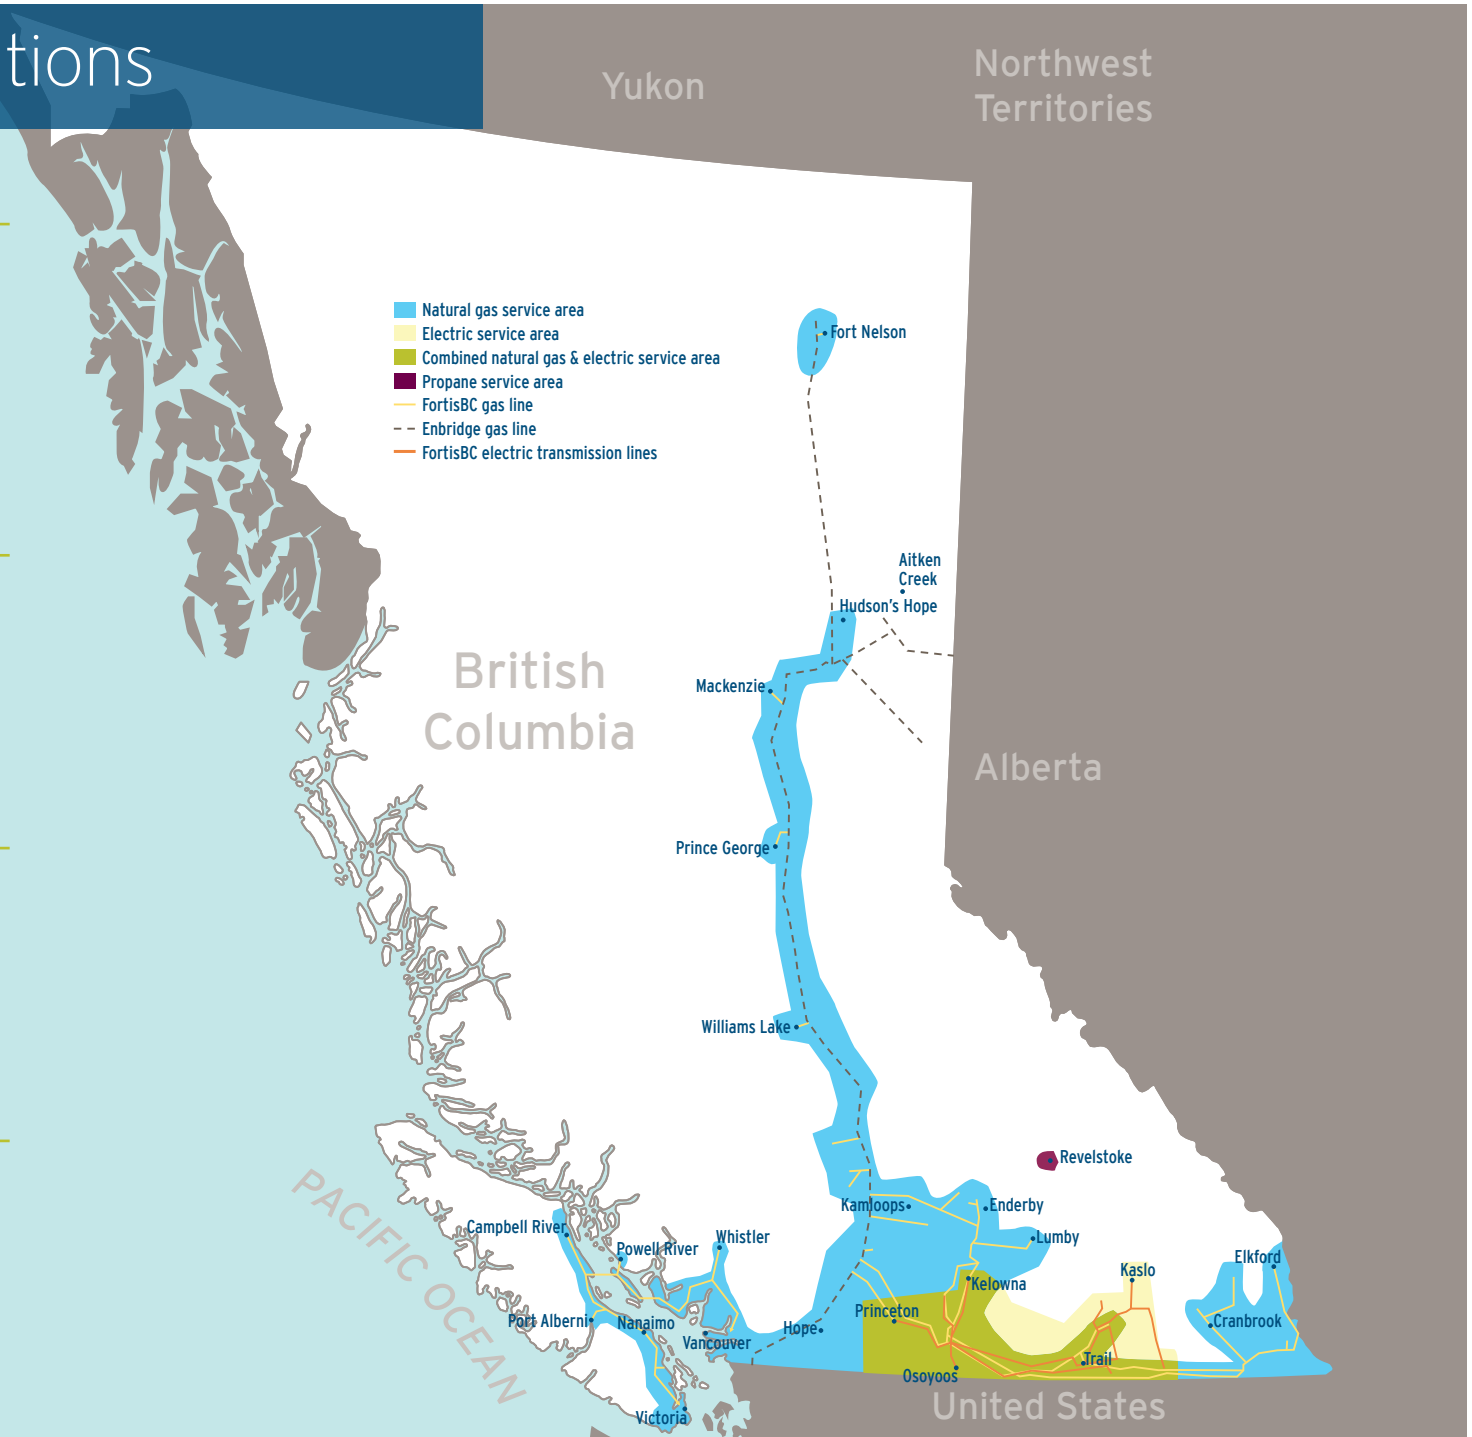 tions
Yukon
Northwest
Territories
Natural gas service area
Electric service area
Combined natural gas & electric service area
Propane service area
FortisBC gas line
Enbridge gas line
FortisBC electric transmission lines
Fort Nelson
Aitken
Creek
Hudson's Hope
British
Columbia
Mackenzie
Alberta
Prince George
Williams Lake
Revelstoke
PACIFIC OCEAN
Kamloops
Enderby
Campbell River
Powell River
Whistler
Lumby
Elkford
Kaslo
Kelowna
Princeton
Port Alberni
Nanaimo
Vancouver
Hope
Cranbrook
Trail
Osoyoos
United States
Victoria